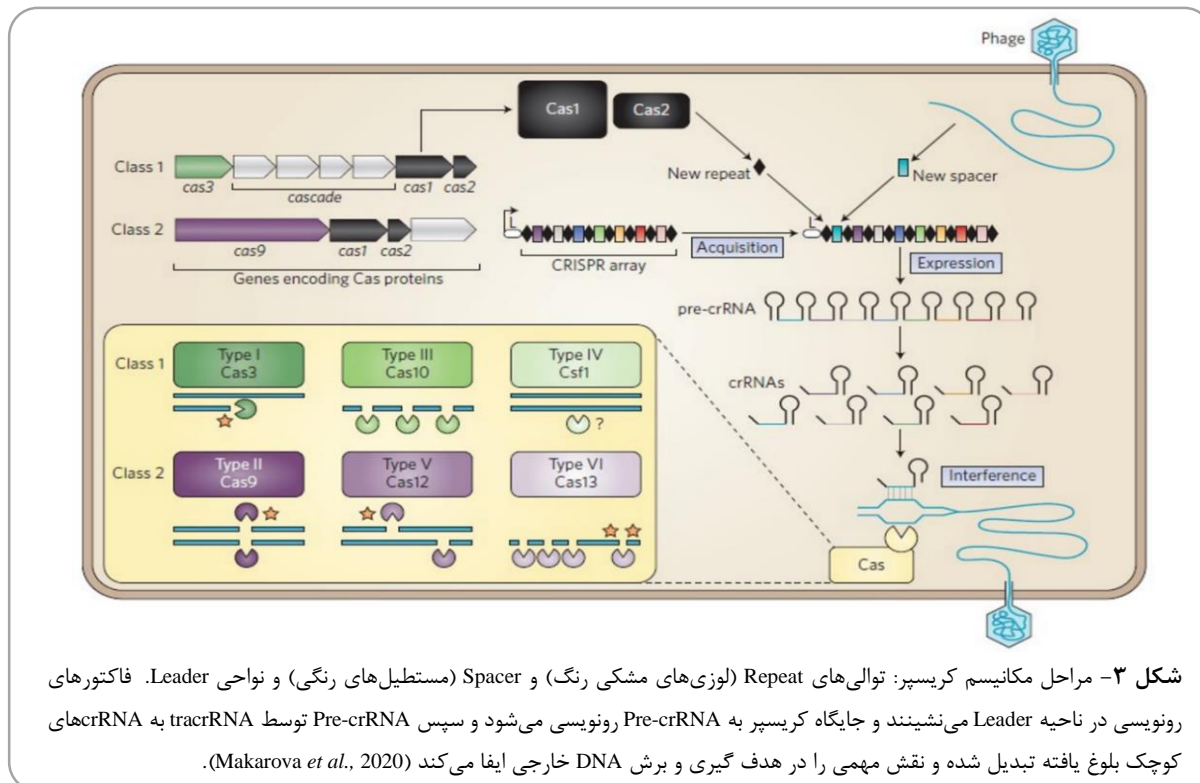 Phage
Cas1
Cas2
Class 1
cas3
cascade
cas1
cas2
New repeat
New spacer
Class 2
cas9
cas1
cas2
Genes encoding Cas proteins
L
CRISPR array
Acquisition
L
Expression
pre-crRNA
crRNAs
Interference
Cas
Class 1
Type I
Cas3
Type III
Cas10
Type IV
Csf1
?
Class 2
Type II
Cas9
Type V
Cas12
Type VI
Cas13
شکل ۳- مراحل مکانیسم کریسپر: توالی‌های Repeat (لوزی‌های مشکی رنگ) و Spacer (مستطیل‌های رنگی) و نواحی Leader. فاکتورهای
رونویسی در ناحیه Leader می‌نشینند و جایگاه کریسپر به Pre-crRNA رونویسی می‌شود و سپس Pre-crRNA توسط tracrRNA به crRNAهای
کوچک بلوغ یافته تبدیل شده و نقش مهمی را در هدف گیری و برش DNA خارجی ایفا می‌کند (Makarova et al., 2020).